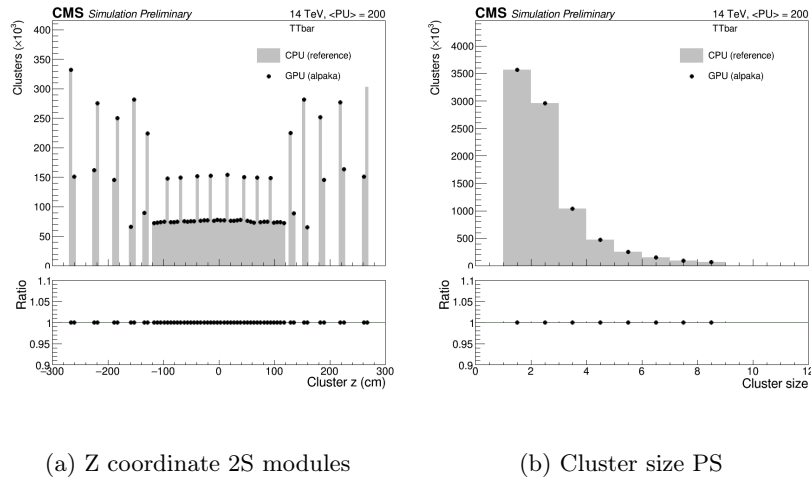 CMS Simulation Preliminary 14 TeV, <PU> = 200
TTbar
CPU (reference)
GPU (alpaka)
Clusters (×10³)
400
350
300
250
200
150
100
50
0
Ratio
1.1
1.05
1
0.95
0.9
−300 −200 −100 0 100 200 300
Cluster z (cm)
CMS Simulation Preliminary 14 TeV, <PU> = 200
TTbar
CPU (reference)
GPU (alpaka)
Clusters (×10³)
4000
3500
3000
2500
2000
1500
1000
500
0
Ratio
1.1
1.05
1
0.95
0.9
0 2 4 6 8 10 12
Cluster size
(a) Z coordinate 2S modules
(b) Cluster size PS